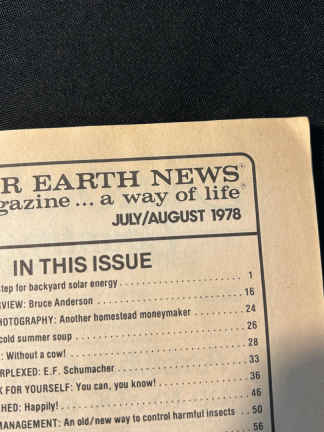 R EARTH NEWS®
gazine... a way of life®
JULY/AUGUST 1978
IN THIS ISSUE
step for backyard solar energy 1
VIEW: Bruce Anderson 16
HOTOGRAPHY: Another homestead moneymaker 24
cold summer soup 26
: Without a cow! 28
RPLEXED: E.F. Schumacher 33
K FOR YOURSELF: You can, you know! 36
HED: Happily! 46
MANAGEMENT: An old/new way to control harmful insects 50
56